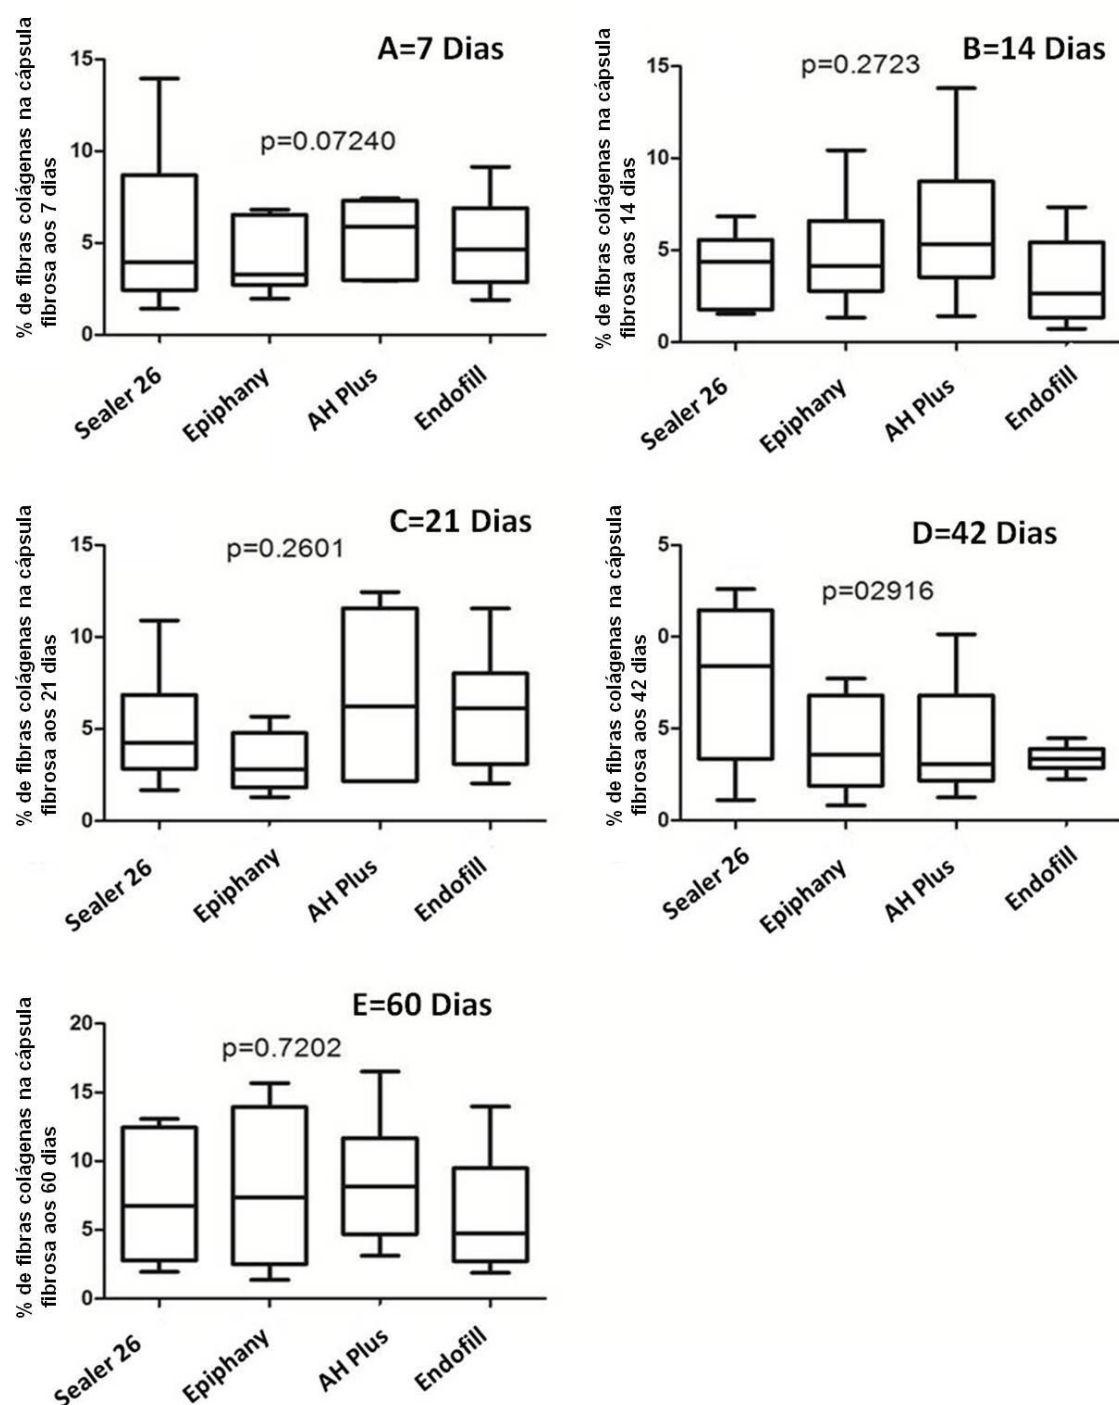 A=7 Dias
% de fibras colágenas na cápsula
fibrosa aos 7 dias
p=0.07240
15
10
5
0
Sealer 26
Epiphany
AH Plus
Endofill
B=14 Dias
% de fibras colágenas na cápsula
fibrosa aos 14 dias
p=0.2723
15
10
5
0
Sealer 26
Epiphany
AH Plus
Endofill
C=21 Dias
% de fibras colágenas na cápsula
fibrosa aos 21 dias
p=0.2601
15
10
5
0
Sealer 26
Epiphany
AH Plus
Endofill
D=42 Dias
% de fibras colágenas na cápsula
fibrosa aos 42 dias
p=02916
5
0
5
0
Sealer 26
Epiphany
AH Plus
Endofill
E=60 Dias
% de fibras colágenas na cápsula
fibrosa aos 60 dias
p=0.7202
20
15
10
5
0
Sealer 26
Epiphany
AH Plus
Endofill